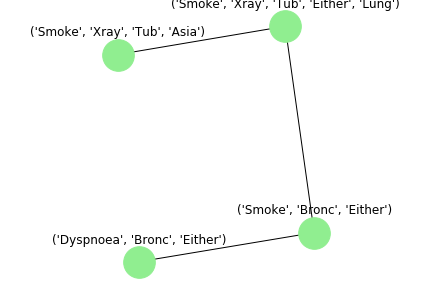 ('Smoke', 'Xray', 'Tub', 'Either', 'Lung')
('Smoke', 'Xray', 'Tub', 'Asia')
('Smoke', 'Bronc', 'Either')
('Dyspnoea', 'Bronc', 'Either')